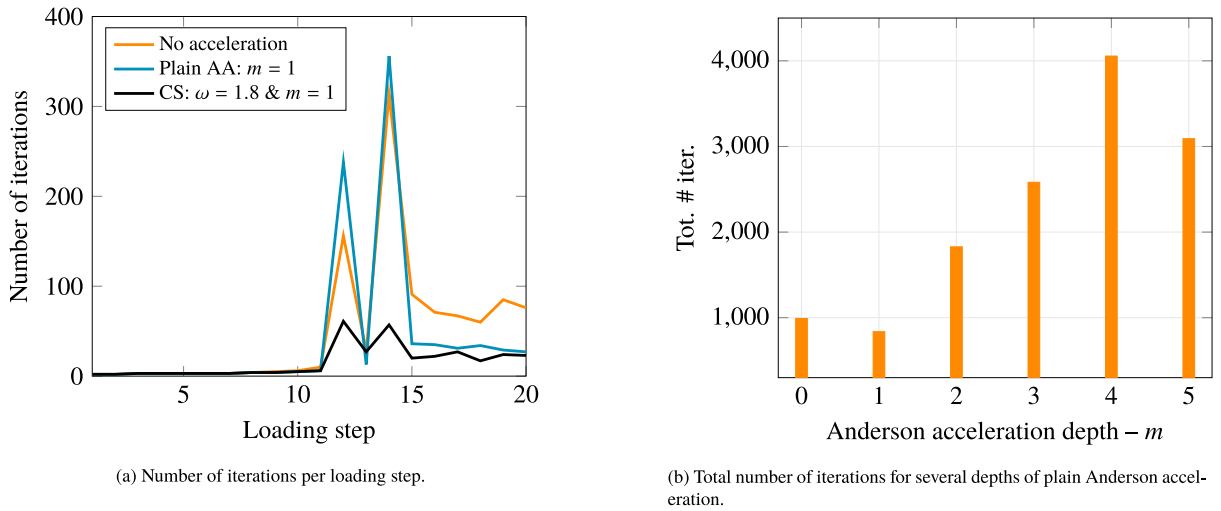 400
300
200
100
0
Number of iterations
No acceleration
Plain AA: m = 1
CS: ω = 1.8 & m = 1
5 10 15 20
Loading step
(a) Number of iterations per loading step.
4,000
3,000
2,000
1,000
Tot. # iter.
0 1 2 3 4 5
Anderson acceleration depth – m
(b) Total number of iterations for several depths of plain Anderson accel-
eration.